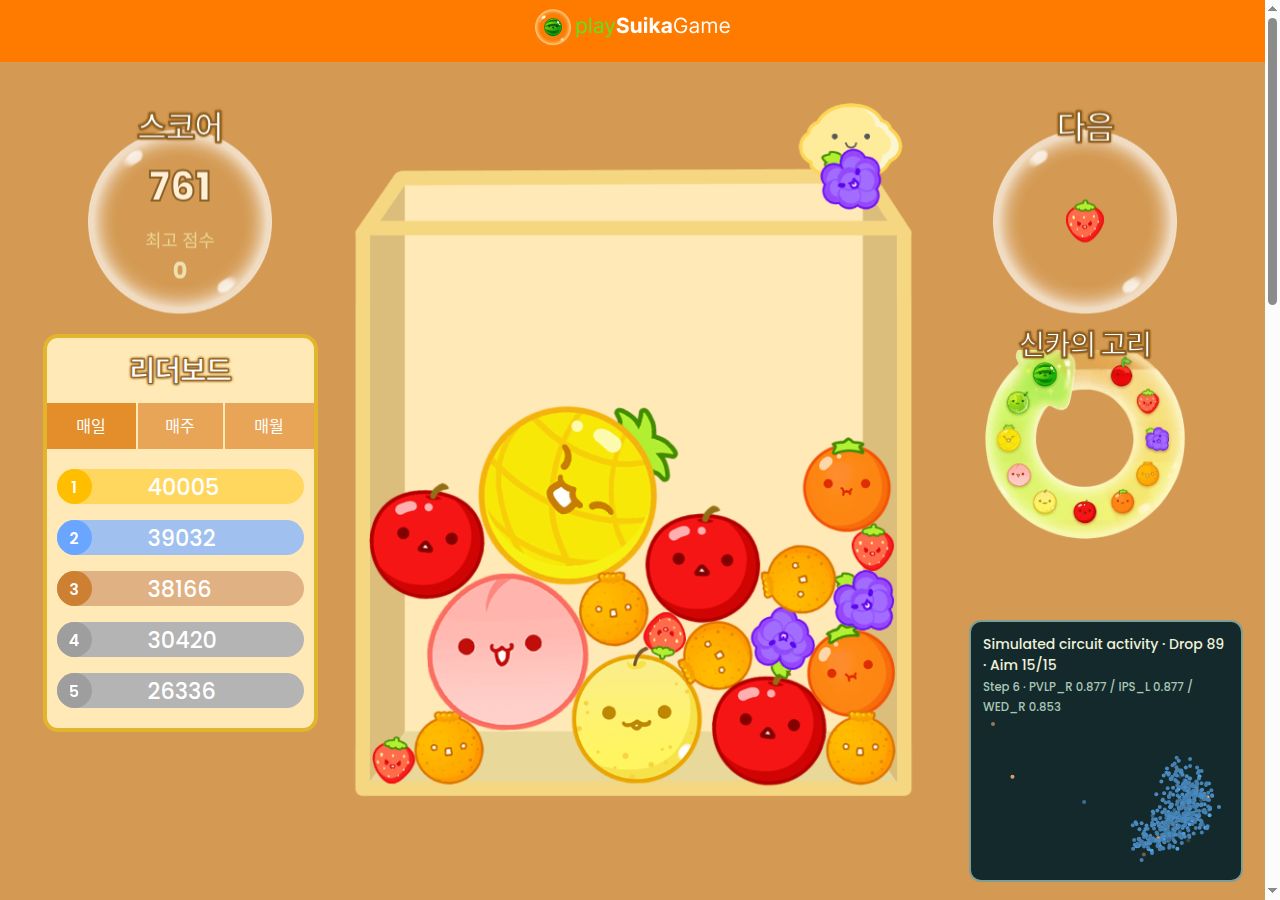 playSuikaGame
스코어
761
최고 점수
0
다음
리더보드
매일 매주 매월
1 40005
2 39032
3 38166
4 30420
5 26336
신카의 고리
Simulated circuit activity · Drop 89
· Aim 15/15
Step 6 · PVLP_R 0.877 / IPS_L 0.877 /
WED_R 0.853